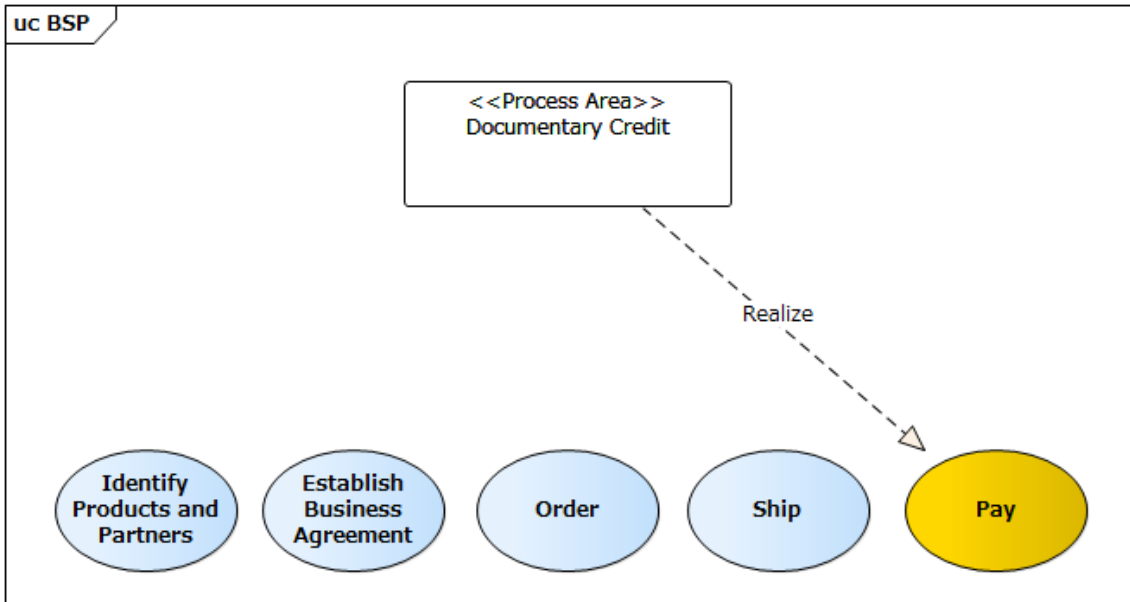 uc BSP
<<Process Area>>
Documentary Credit
Realize
Identify
Products and
Partners
Establish
Business
Agreement
Order
Ship
Pay